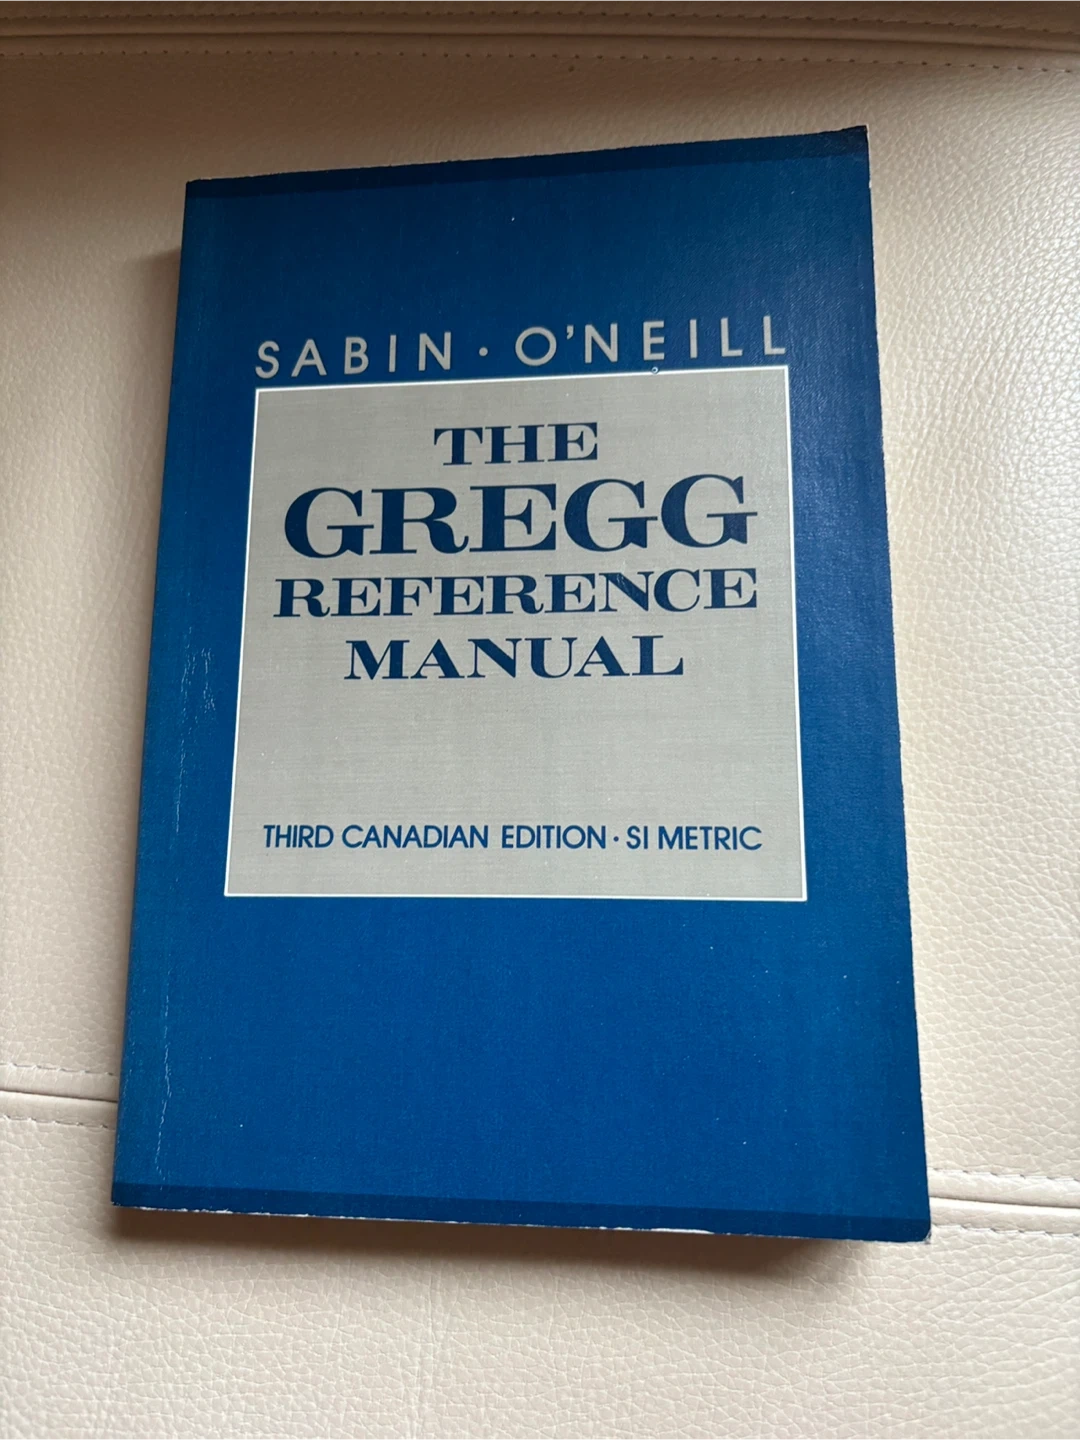 SABIN · O'NEILL
THE
GREGG
REFERENCE
MANUAL
THIRD CANADIAN EDITION · SI METRIC